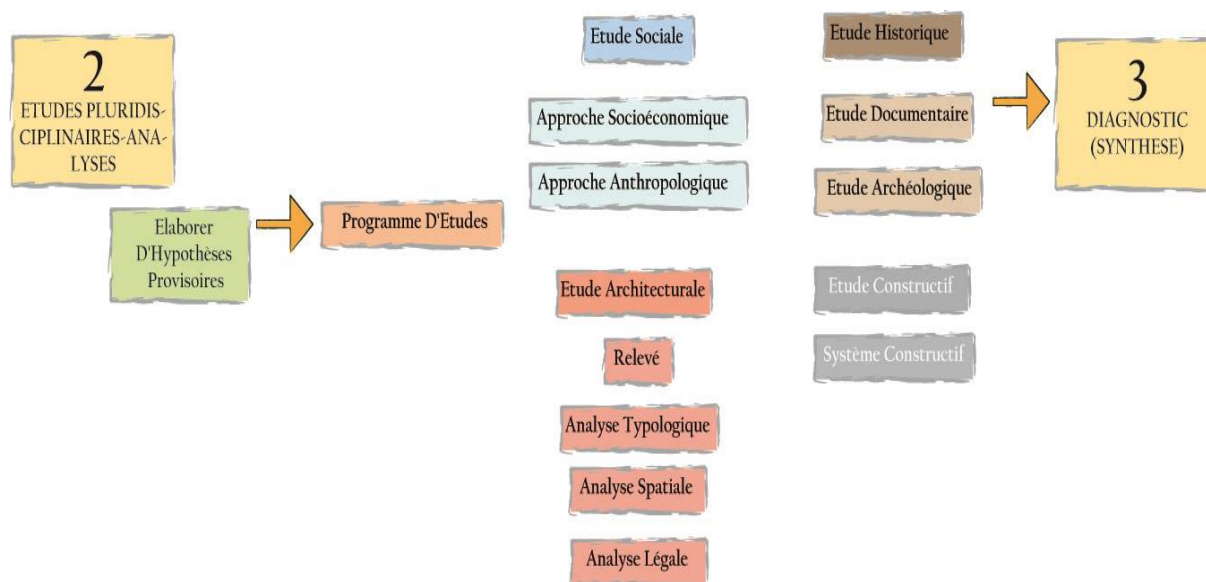 2
ETUDES PLURIDIS-
CIPLINAIRES-ANA-
LYSES
Elaborer
D'Hypothèses
Provisoires
Programme D'Etudes
Etude Sociale
Approche Socioéconomique
Approche Anthropologique
Etude Architecturale
Relevé
Analyse Typologique
Analyse Spatiale
Analyse Légale
Etude Historique
Etude Documentaire
Etude Archéologique
Etude Constructif
Système Constructif
3
DIAGNOSTIC
(SYNTHESE)